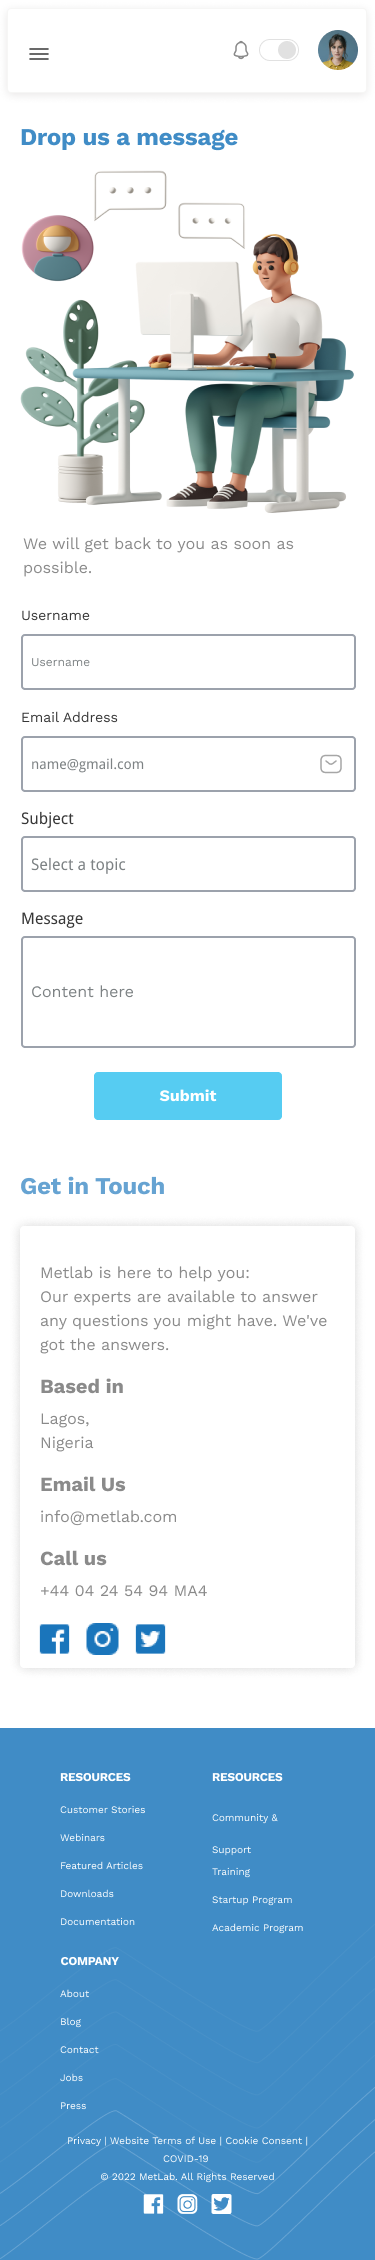 Drop us a message
We will get back to you as soon as
possible.
Username
Username
Email Address
name@gmail.com
Subject
Select a topic
Message
Content here
Submit
Get in Touch
Metlab is here to help you:
Our experts are available to answer
any questions you might have. We've
got the answers.
Based in
Lagos,
Nigeria
Email Us
info@metlab.com
Call us
+44 04 24 54 94 MA4
RESOURCES
Customer Stories
Webinars
Featured Articles
Downloads
Documentation
RESOURCES
Community &
Support
Training
Startup Program
Academic Program
COMPANY
About
Blog
Contact
Jobs
Press
Privacy | Website Terms of Use | Cookie Consent |
COVID-19
© 2022 MetLab. All Rights Reserved